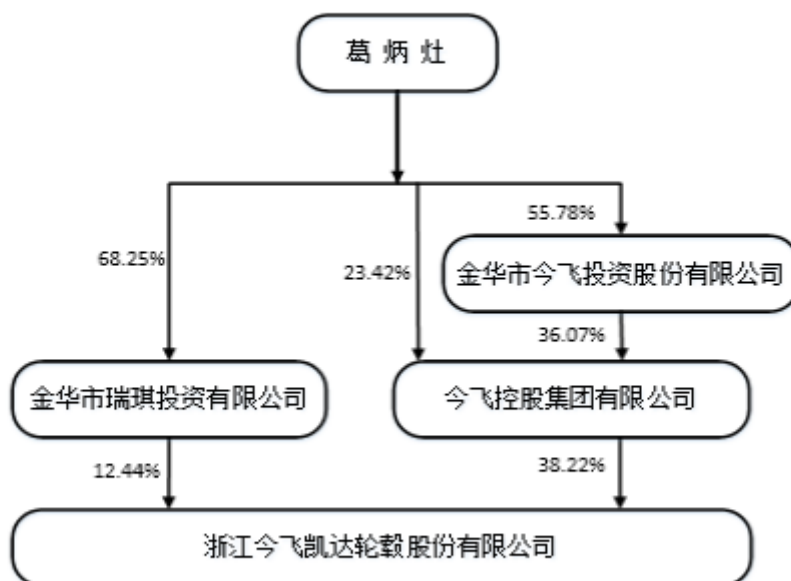 葛 炳 灶
55.78%
68.25%
23.42%
金华市今飞投资股份有限公司
36.07%
金华市瑞琪投资有限公司
今飞控股集团有限公司
12.44%
38.22%
浙江今飞凯达轮毂股份有限公司